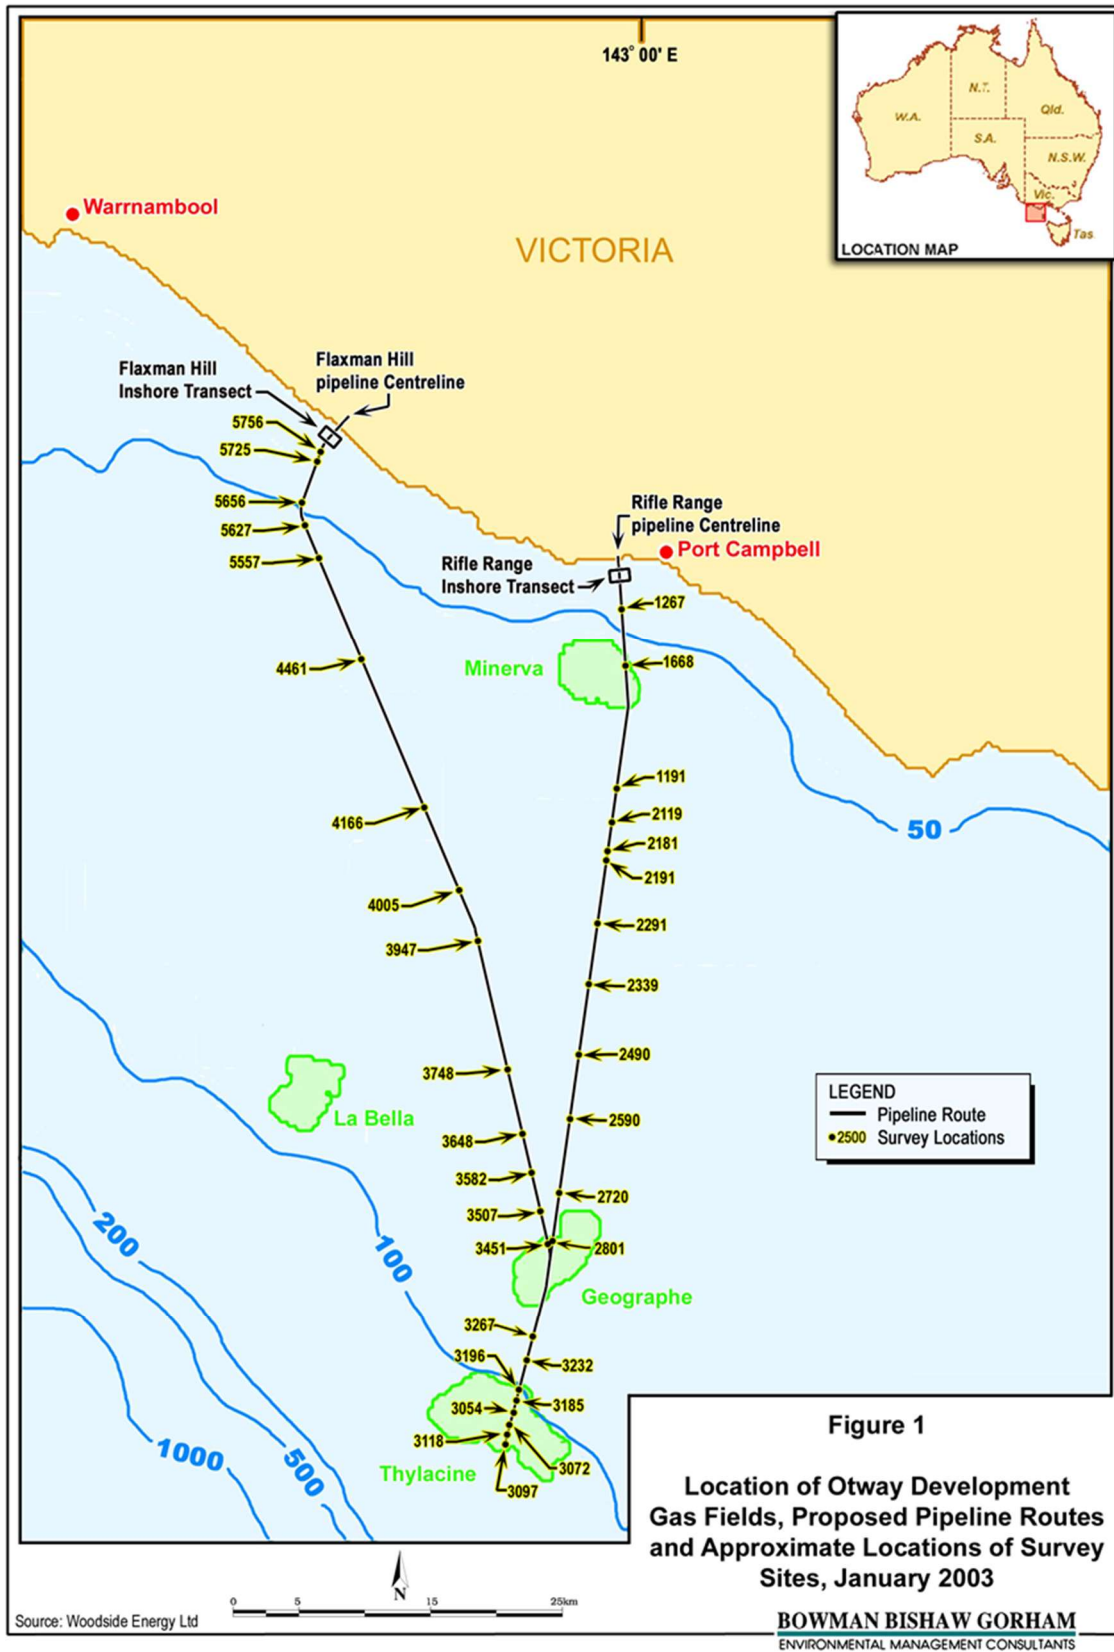 143° 00' E
W.A.
N.T.
Qld.
S.A.
N.S.W.
Vic.
Tas
LOCATION MAP
Warrnambool
VICTORIA
Flaxman Hill
Inshore Transect
Flaxman Hill
pipeline Centreline
5756
5725
5656
5627
5557
Rifle Range
pipeline Centreline
Port Campbell
Rifle Range
Inshore Transect
1267
4461
Minerva
1668
1191
4166
2119
50
2181
2191
4005
2291
3947
2339
2490
3748
LEGEND
Pipeline Route
2500 Survey Locations
La Bella
2590
3648
3582
2720
3507
200
100
3451
2801
Geographe
3267
3196
3232
3054
3185
3118
3072
Thylacine
3097
1000
500
Figure 1
Location of Otway Development
Gas Fields, Proposed Pipeline Routes
and Approximate Locations of Survey
Sites, January 2003
N
0 5 15 25km
Source: Woodside Energy Ltd
BOWMAN BISHAW GORHAM
ENVIRONMENTAL MANAGEMENT CONSULTANTS